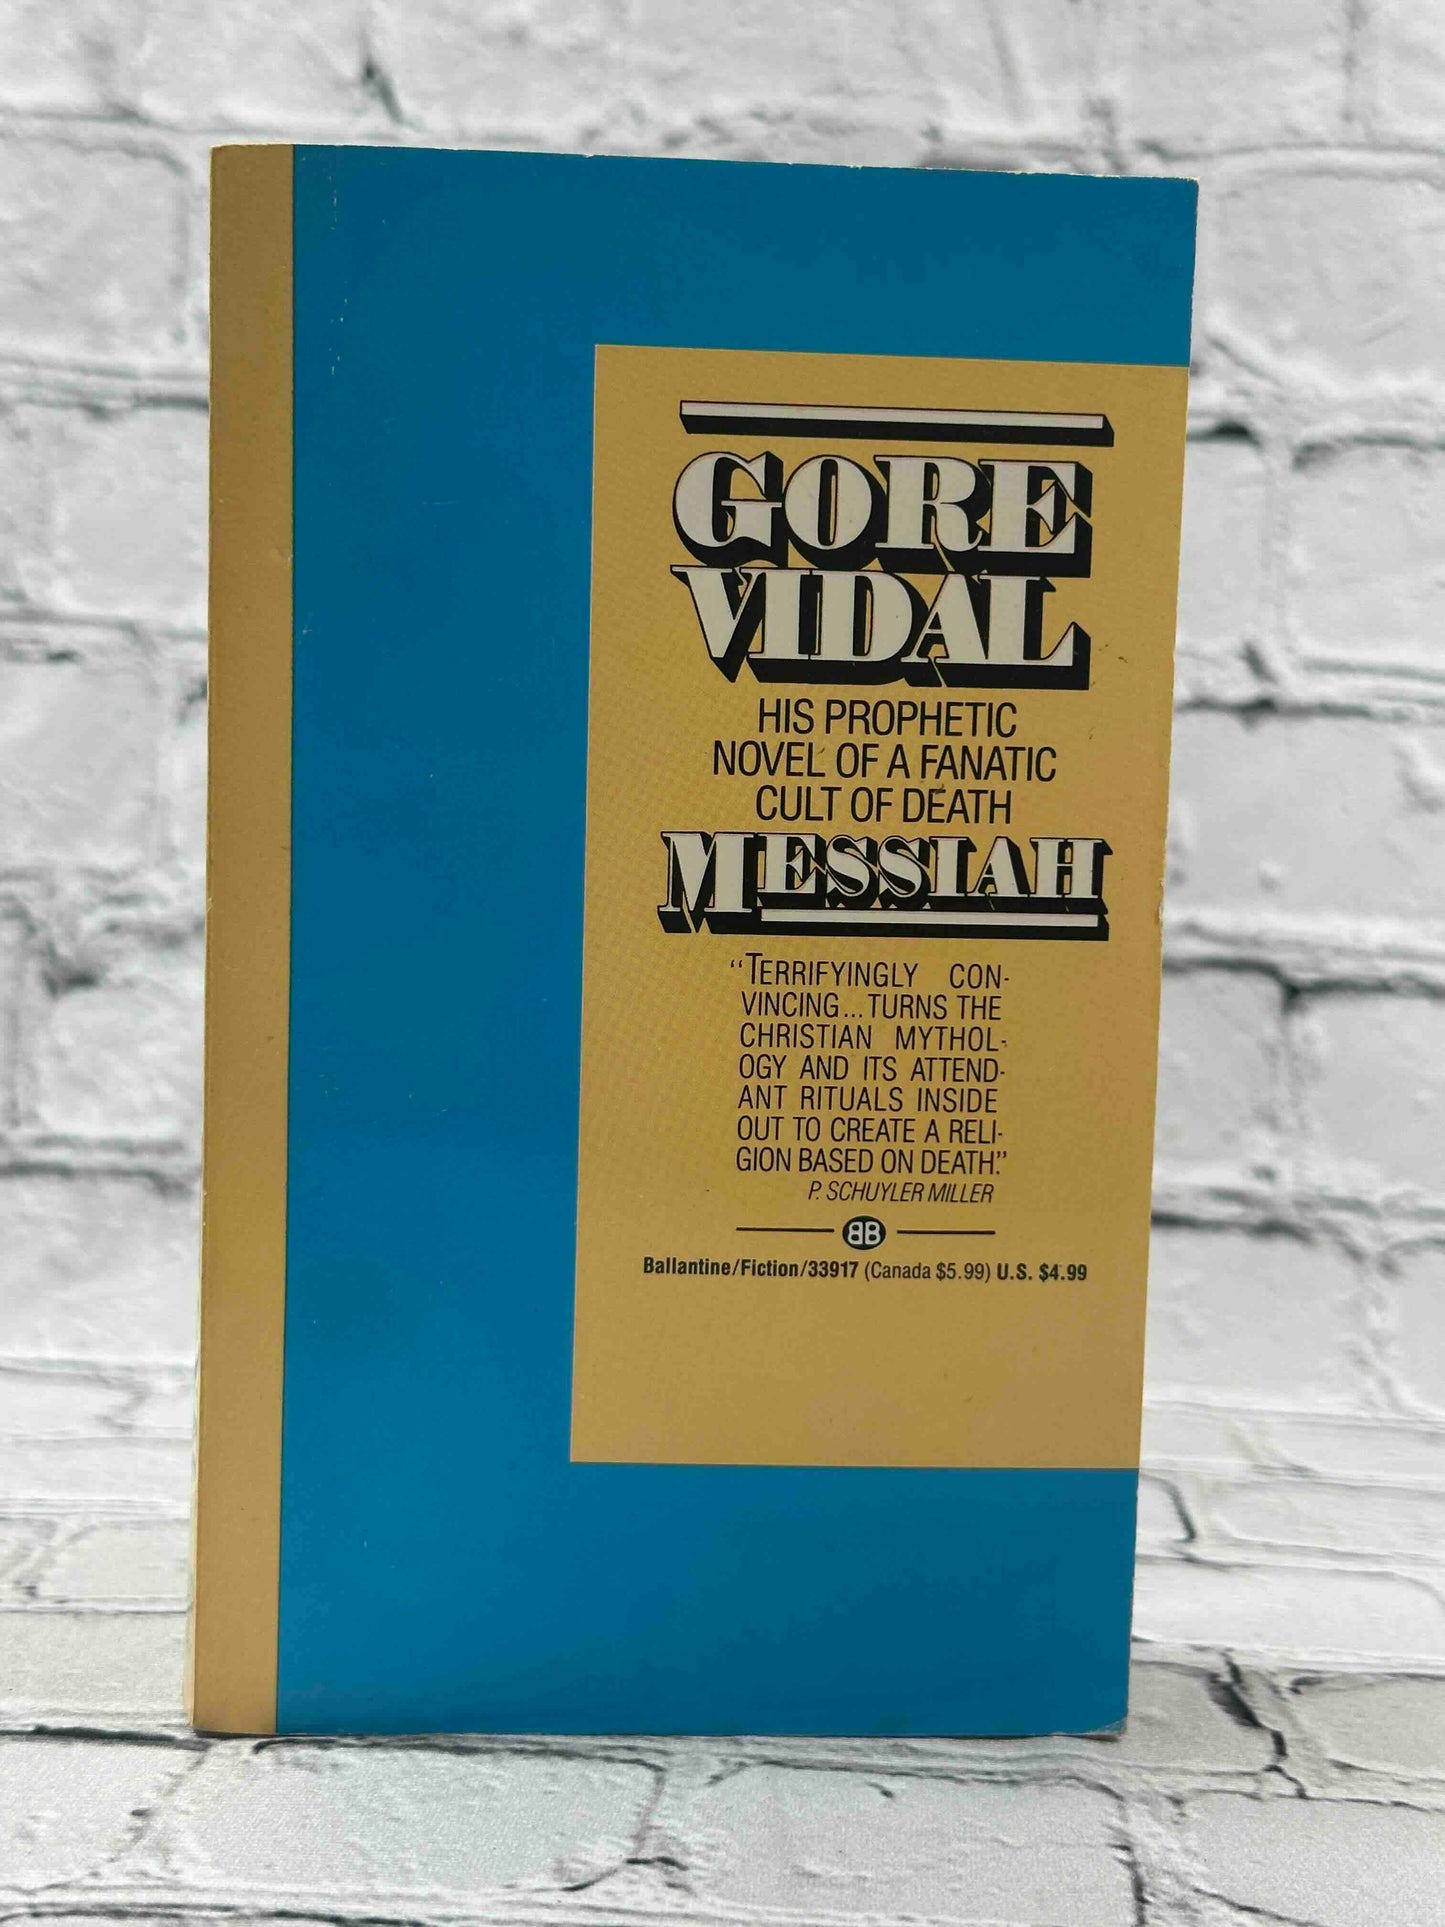 GORE
VIDAL
HIS PROPHETIC
NOVEL OF A FANATIC
CULT OF DEATH
MESSIAH
“TERRIFYINGLY CON-
VINCING...TURNS THE
CHRISTIAN MYTHOL-
OGY AND ITS ATTEND-
ANT RITUALS INSIDE
OUT TO CREATE A RELI-
GION BASED ON DEATH.”
P. SCHUYLER MILLER
BB
Ballantine/Fiction/33917 (Canada $5.99) U.S. $4.99